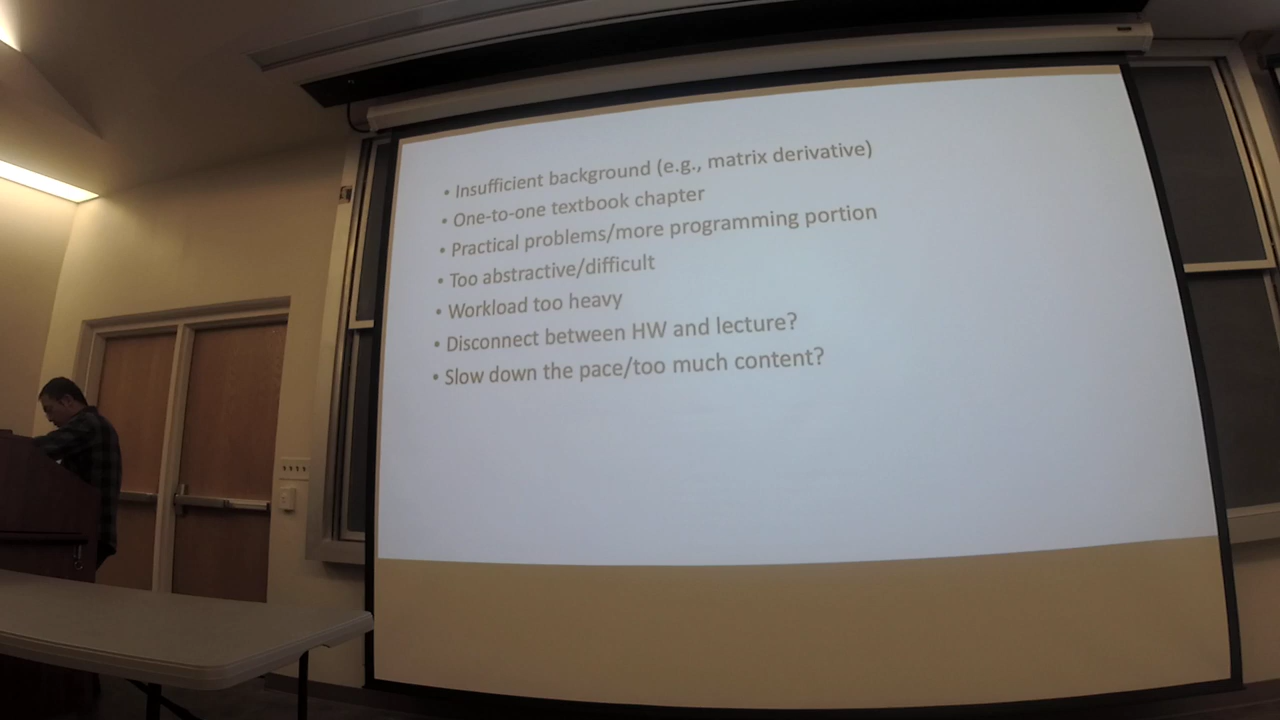 • Insufficient background (e.g., matrix derivative)
• One-to-one textbook chapter
• Practical problems/more programming portion
• Too abstractive/difficult
• Workload too heavy
• Disconnect between HW and lecture?
• Slow down the pace/too much content?